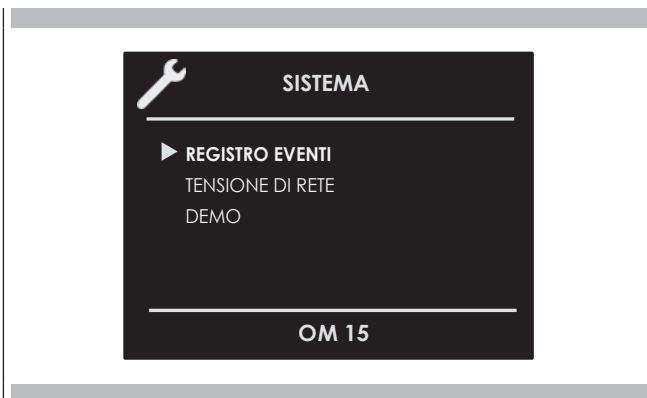 SISTEMA
REGISTRO EVENTI
TENSIONE DI RETE
DEMO
OM 15